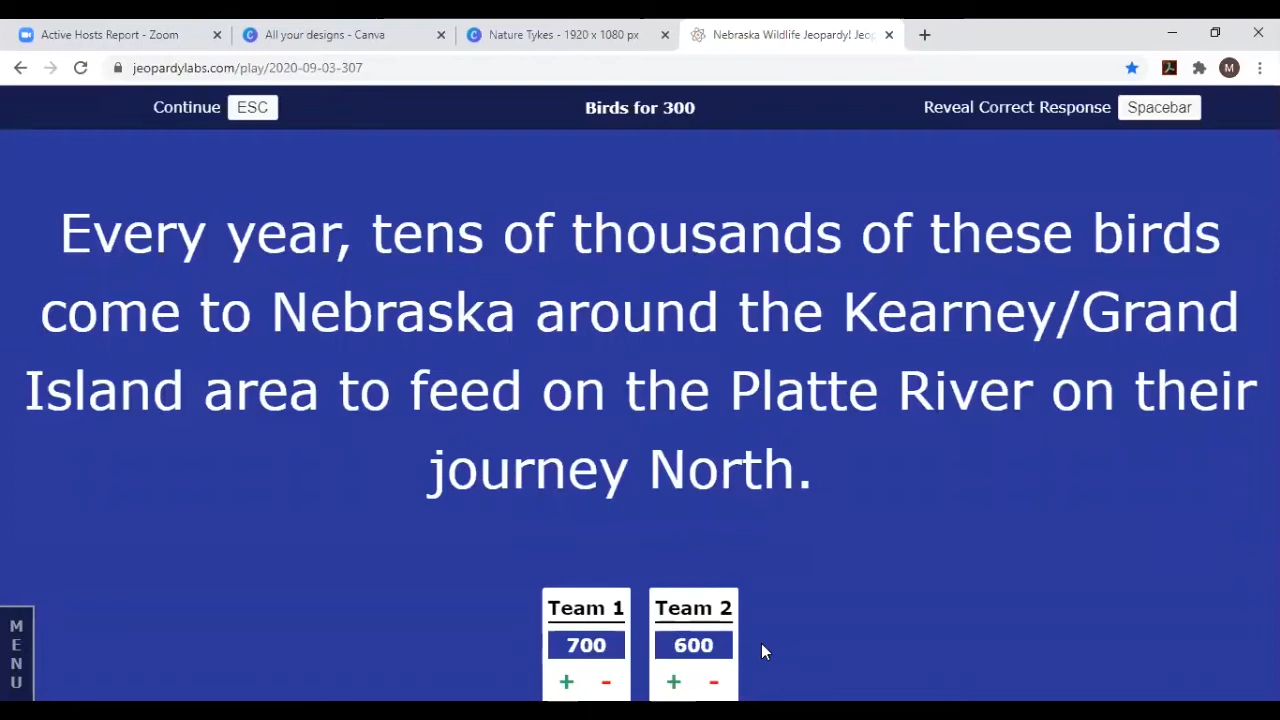 Active Hosts Report - Zoom
All your designs - Canva
Nature Tykes - 1920 x 1080 px
Nebraska Wildlife Jeopardy! Jeop
jeopardylabs.com/play/2020-09-03-307
M
Continue ESC
Birds for 300
Reveal Correct Response Spacebar
Every year, tens of thousands of these birds
come to Nebraska around the Kearney/Grand
Island area to feed on the Platte River on their
journey North.
MENU
Team 1 Team 2
700 600
+ - + -